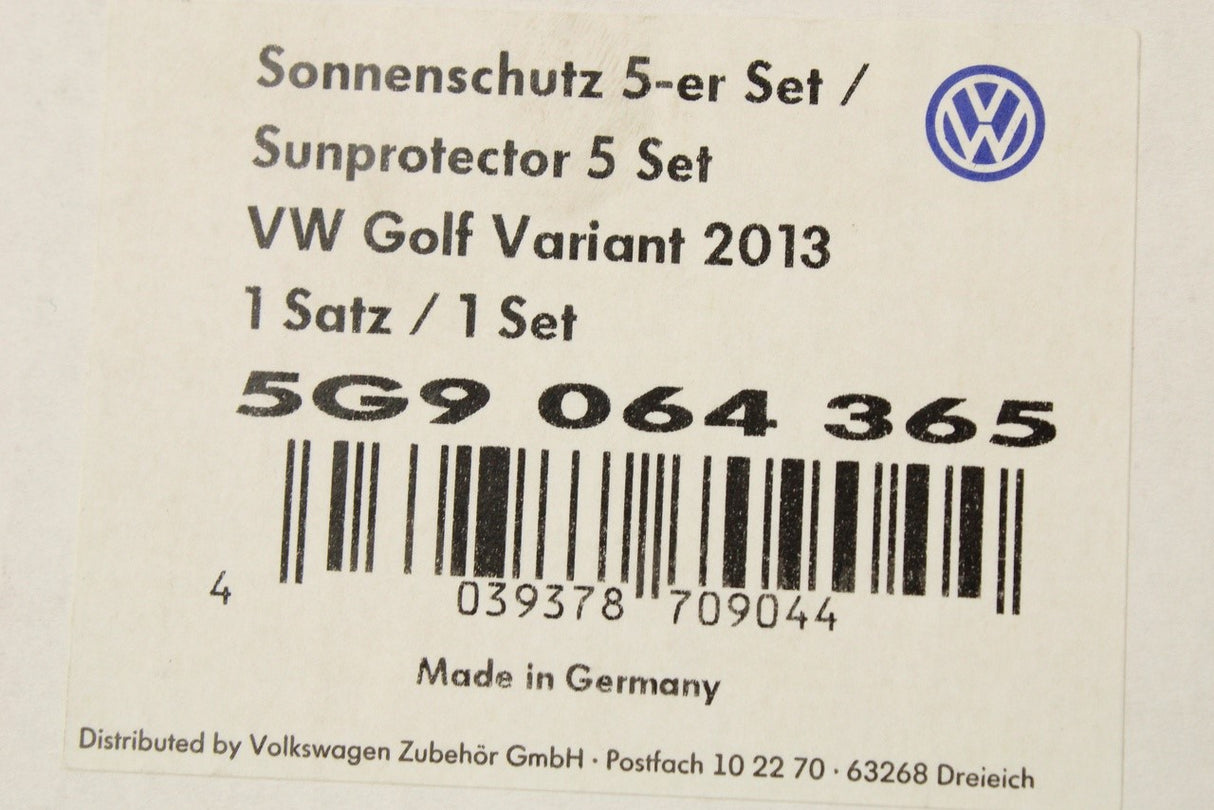 Sonnenschutz 5-er Set /
Sunprotector 5 Set
VW Golf Variant 2013
1 Satz / 1 Set
5G9 064 365
4 039378 709044
Made in Germany
Distributed by Volkswagen Zubehör GmbH · Postfach 10 22 70 · 63268 Dreieich